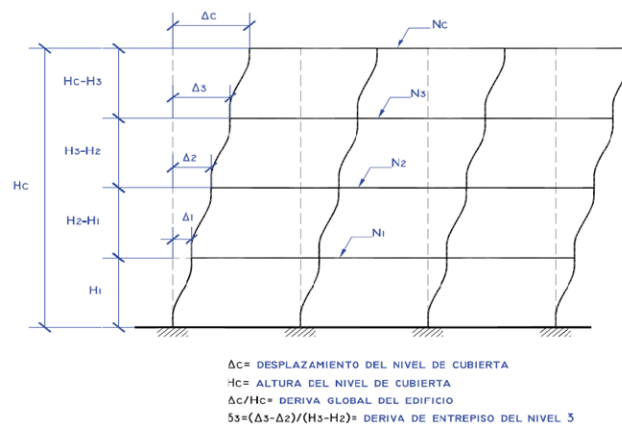 ΔC
NC
HC-H3
Δ3
N3
H3-H2
Δ2
N2
HC
H2-H1
Δ1
N1
H1
ΔC= DESPLAZAMIENTO DEL NIVEL DE CUBIERTA
HC= ALTURA DEL NIVEL DE CUBIERTA
ΔC/HC= DERIVA GLOBAL DEL EDIFICIO
δ3=(Δ3-Δ2)/(H3-H2)= DERIVA DE ENTREPISO DEL NIVEL 3